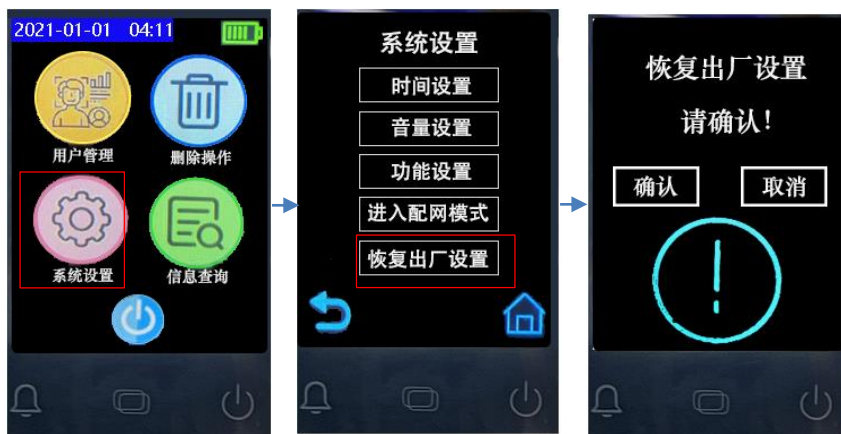 2021-01-01 04:11
用户管理
删除操作
系统设置
信息查询
系统设置
时间设置
音量设置
功能设置
进入配网模式
恢复出厂设置
恢复出厂设置
请确认！
确认
取消